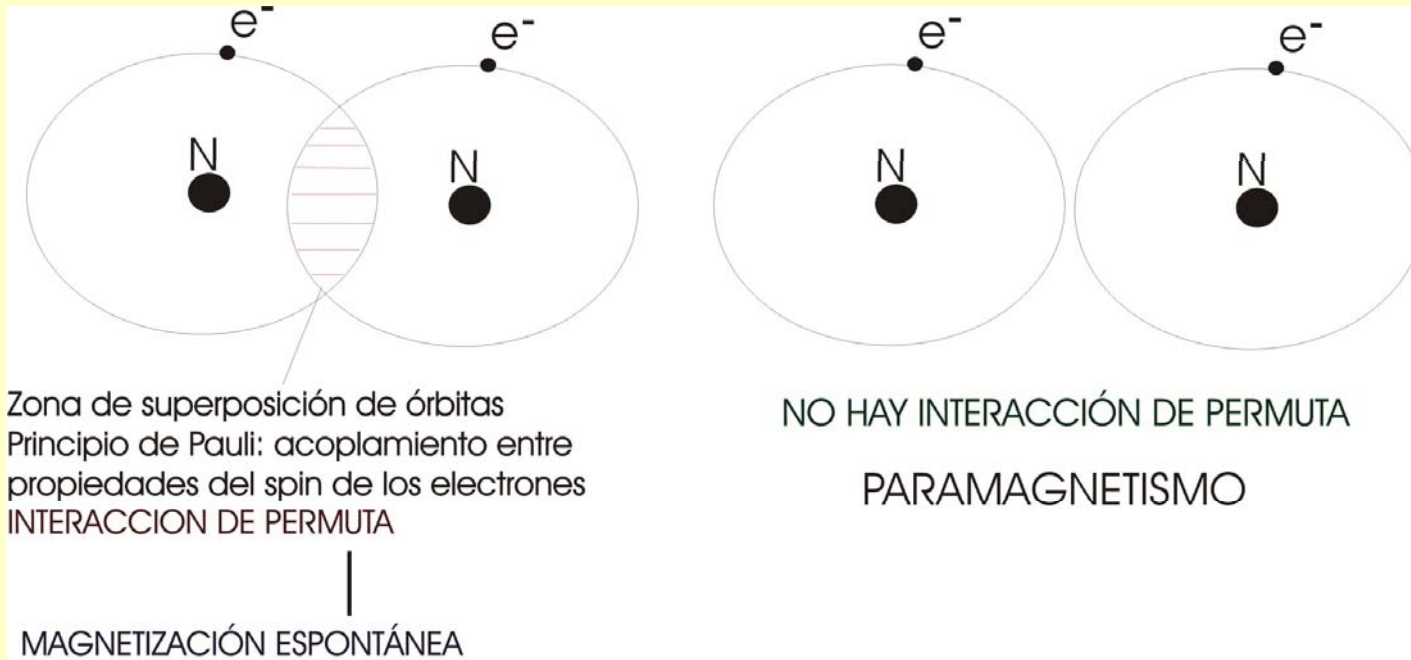 e-
e-
N
N
Zona de superposición de órbitas
Principio de Pauli: acoplamiento entre
propiedades del spin de los electrones
INTERACCION DE PERMUTA
MAGNETIZACIÓN ESPONTÁNEA
e-
e-
N
N
NO HAY INTERACCIÓN DE PERMUTA
PARAMAGNETISMO